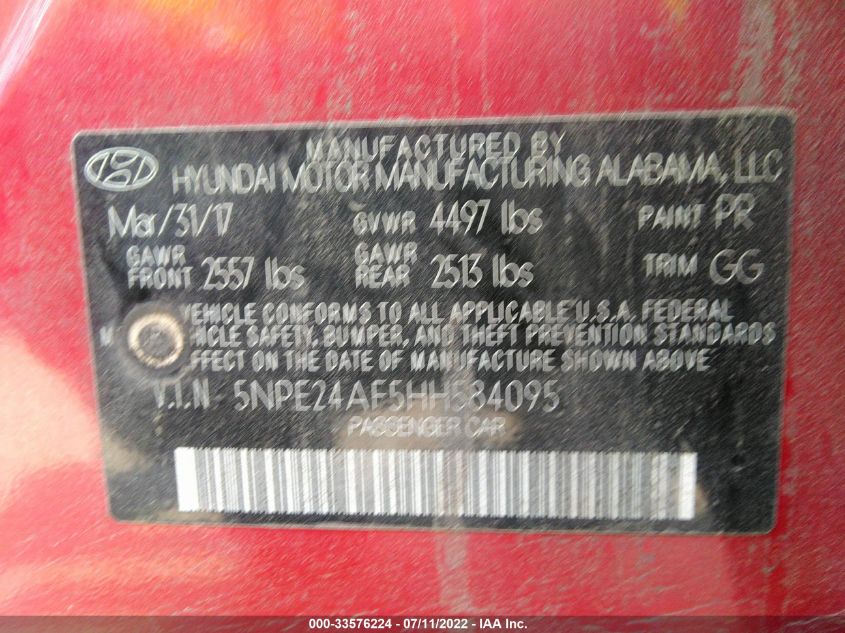 MANUFACTURED BY
HYUNDAI MOTOR MANUFACTURING ALABAMA, LLC
Mar/31/17 GVWR 4497 lbs PAINT PR
GAWR FRONT 2557 lbs GAWR REAR 2513 lbs TRIM GG
VEHICLE CONFORMS TO ALL APPLICABLE U.S.A. FEDERAL
HICLE SAFETY, BUMPER, AND THEFT PREVENTION STANDARDS
EFFECT ON THE DATE OF MANUFACTURE SHOWN ABOVE.
V.I.N - 5NPE24AF5HH584095
PASSENGER CAR
000-33576224 - 07/11/2022 - IAA Inc.